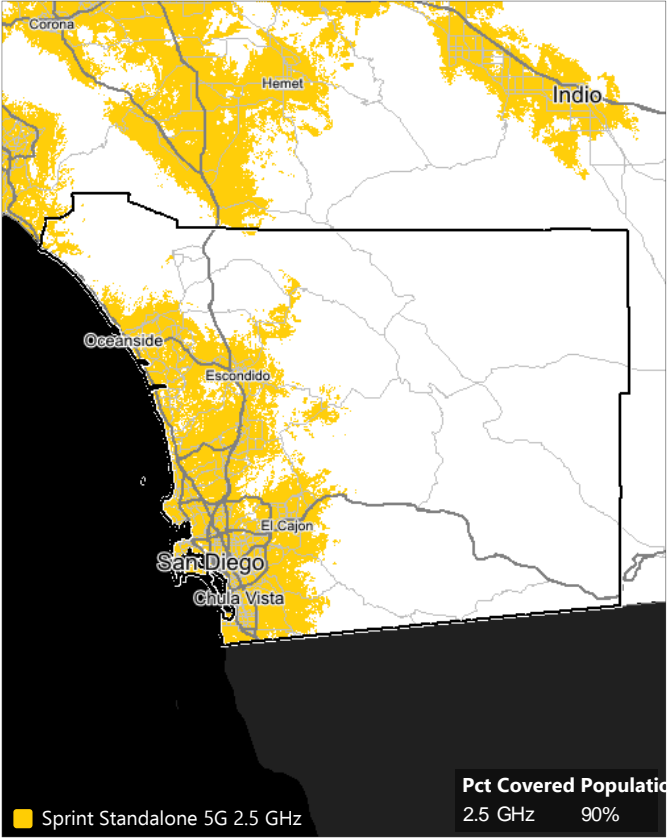 Corona
Hemet
Indio
Oceanside
Escondido
El Cajon
San Diego
Chula Vista
Pct Covered Populatio
2.5 GHz 90%
Sprint Standalone 5G 2.5 GHz